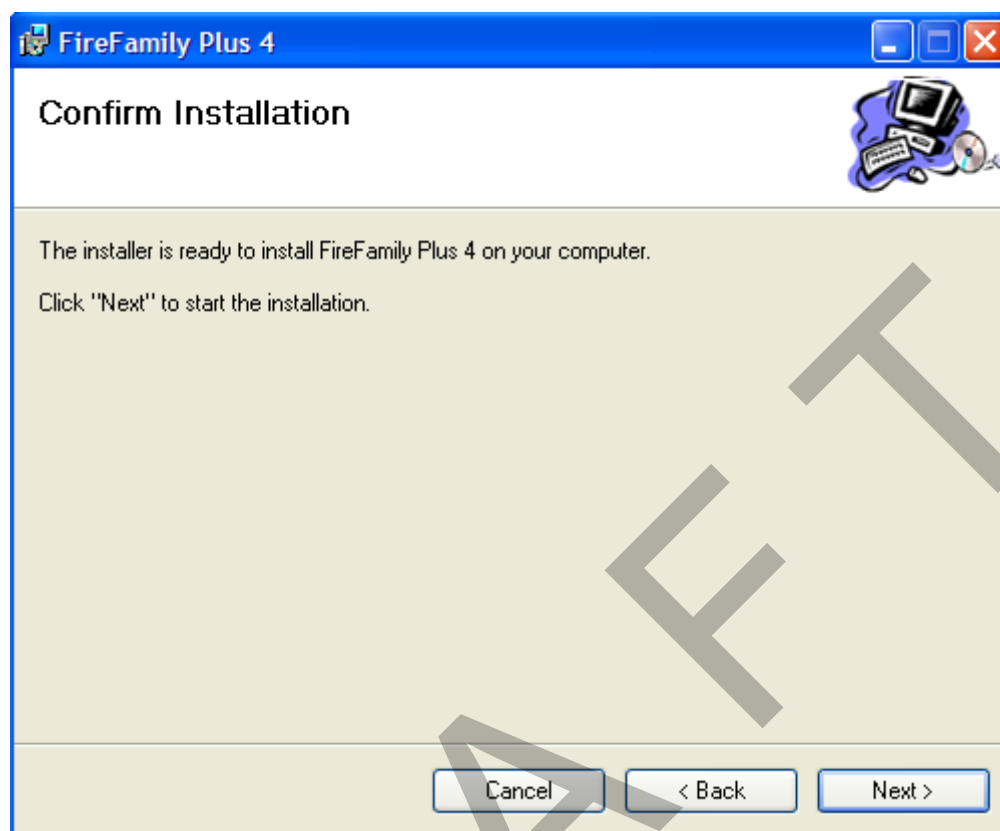 FireFamily Plus 4
Confirm Installation
The installer is ready to install FireFamily Plus 4 on your computer.
Click "Next" to start the installation.
Cancel
< Back
Next >
AFT